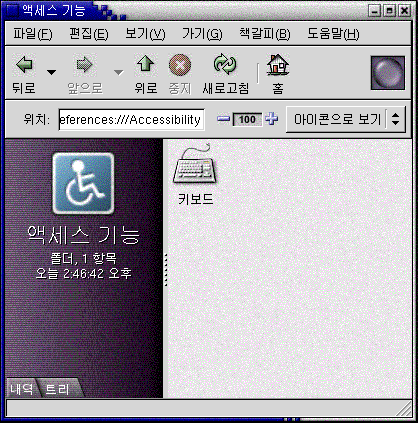 액세스 기능
파일(F) 편집(E) 보기(V) 가기(G) 책갈피(B) 도움말(H)
뒤로 앞으로 위로 중지 새로고침 홈
위치: eferences:///Accessibility 100 아이콘으로 보기
키보드
액세스 기능
폴더, 1 항목
오늘 2:46:42 오후
내역 트리